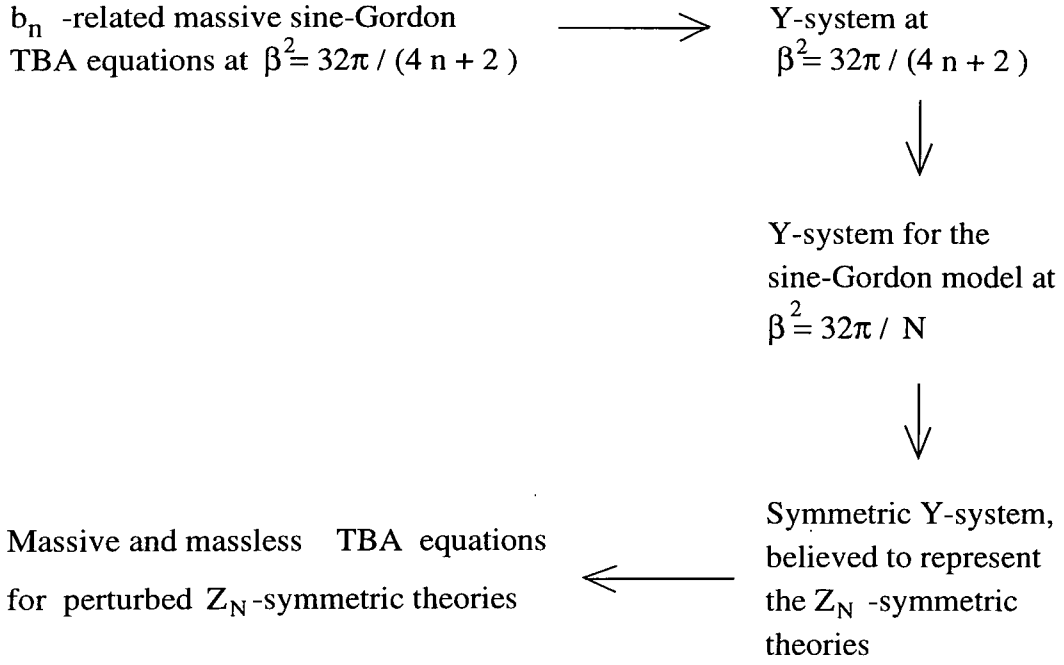 b_n -related massive sine-Gordon
TBA equations at β² = 32π / (4 n + 2 )
Y-system at
β² = 32π / (4 n + 2 )
Y-system for the
sine-Gordon model at
β² = 32π / N
Symmetric Y-system,
believed to represent
the Z_N -symmetric
theories
Massive and massless TBA equations
for perturbed Z_N-symmetric theories